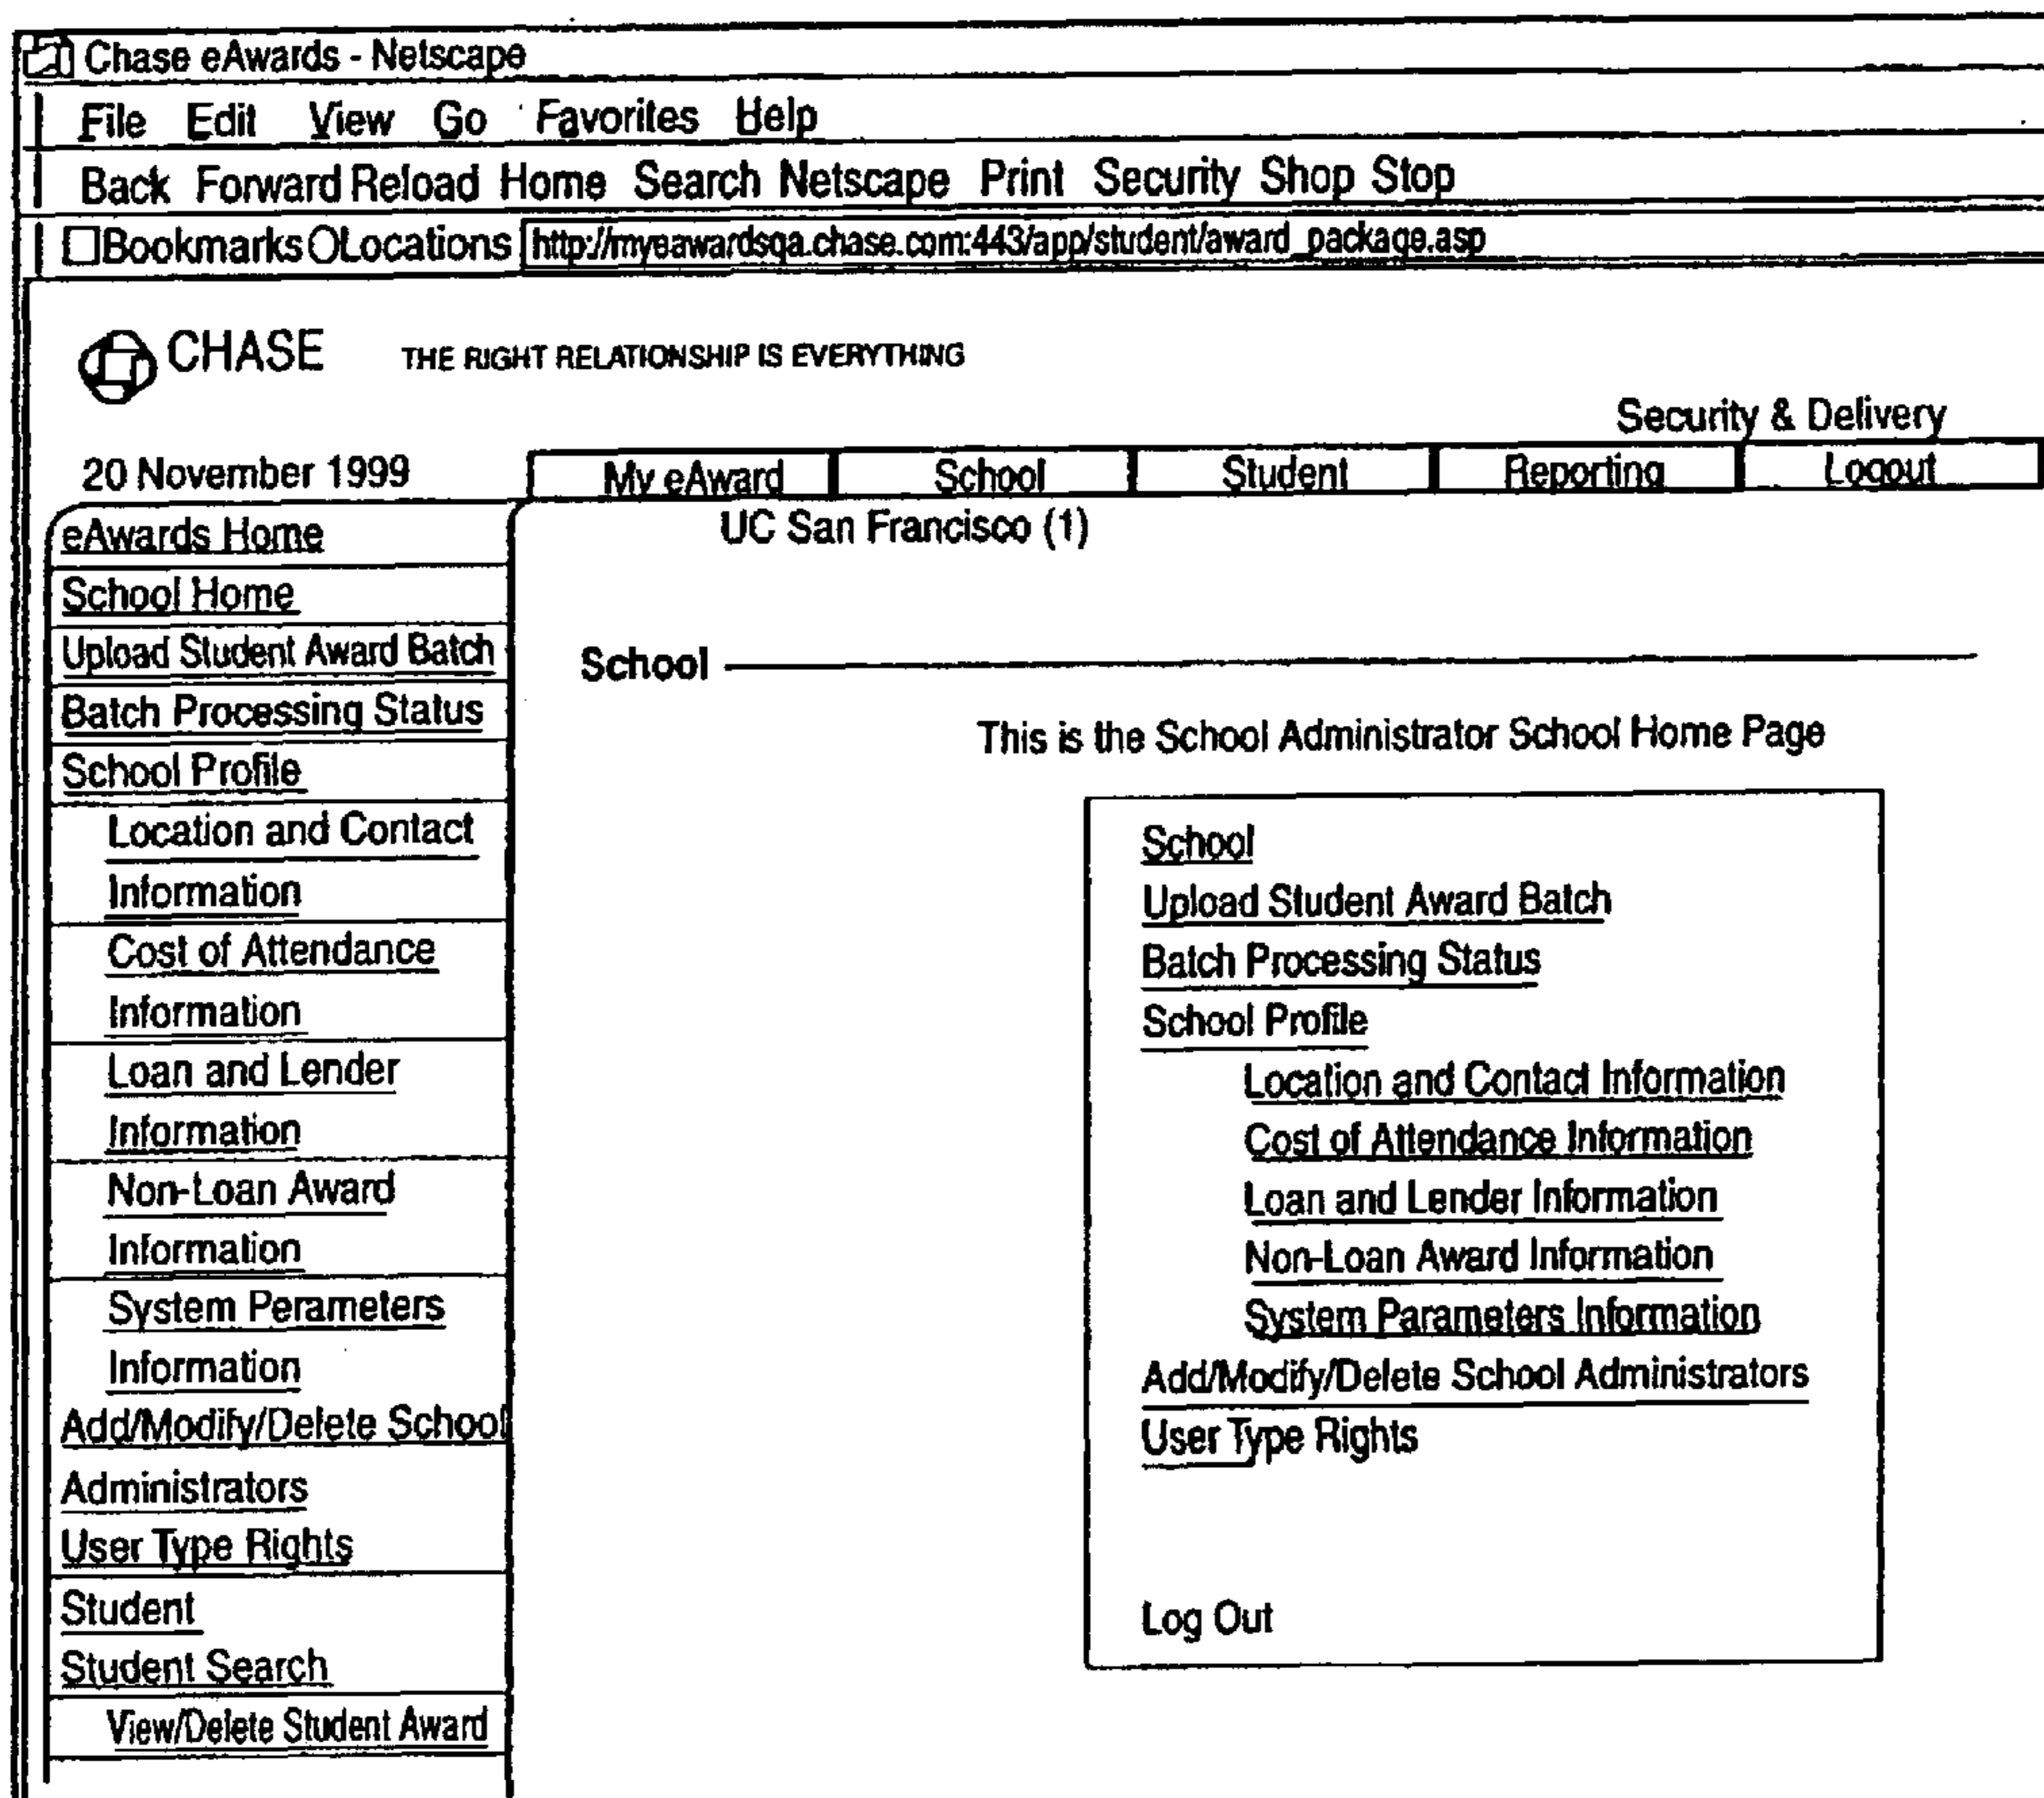 Chase eAwards - Netscape
File Edit View Go Favorites Help
Back Forward Reload Home Search Netscape Print Security Shop Stop
Bookmarks Locations http://myeawardsqa.chase.com:443/app/student/award_package.asp
CHASE THE RIGHT RELATIONSHIP IS EVERYTHING
Security & Delivery
20 November 1999 My eAward School Student Reporting Logout
UC San Francisco (1)
eAwards Home
School Home
Upload Student Award Batch
Batch Processing Status
School Profile
Location and Contact
Information
Cost of Attendance
Information
Loan and Lender
Information
Non-Loan Award
Information
System Perameters
Information
Add/Modify/Delete School
Administrators
User Type Rights
Student
Student Search
View/Delete Student Award
School
This is the School Administrator School Home Page
School
Upload Student Award Batch
Batch Processing Status
School Profile
Location and Contact Information
Cost of Attendance Information
Loan and Lender Information
Non-Loan Award Information
System Parameters Information
Add/Modify/Delete School Administrators
User Type Rights
Log Out